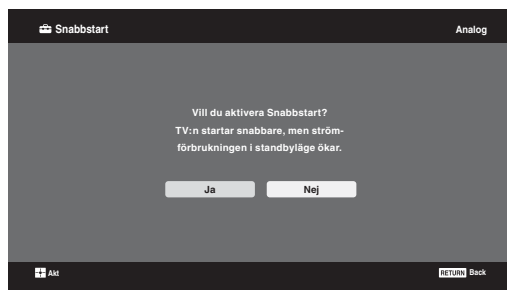 Snabbstart Analog
Vill du aktivera Snabbstart?
TV:n startar snabbare, men ström-
förbrukningen i standbyläge ökar.
Ja Nej
Akt RETURN Back